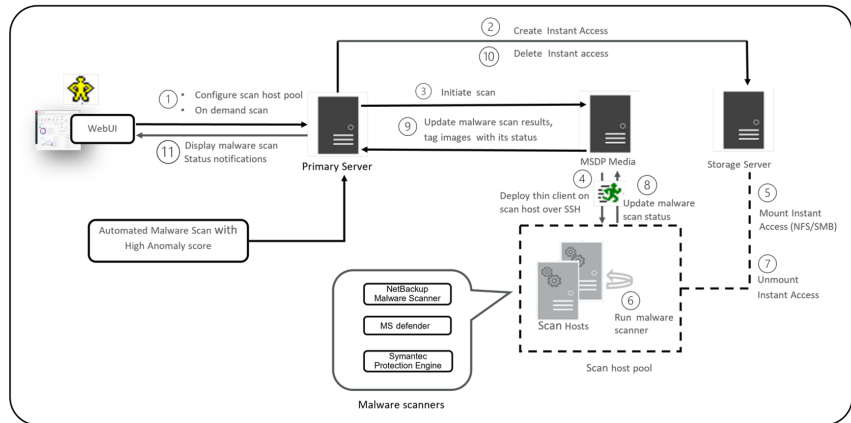 2
Create Instant Access
10
Delete Instant access
1
• Configure scan host pool
• On demand scan
WebUI
11
Display malware scan
Status notifications
Primary Server
3
Initiate scan
9
Update malware scan results,
tag images with its status
MSDP Media
Storage Server
4
Deploy thin client on
scan host over SSH
8
Update malware
scan status
5
Mount Instant
Access (NFS/SMB)
7
Unmount
Instant Access
Automated Malware Scan with
High Anomaly score
NetBackup
Malware Scanner
MS defender
Symantec
Protection Engine
Malware scanners
Scan Hosts
6
Run malware
scanner
Scan host pool